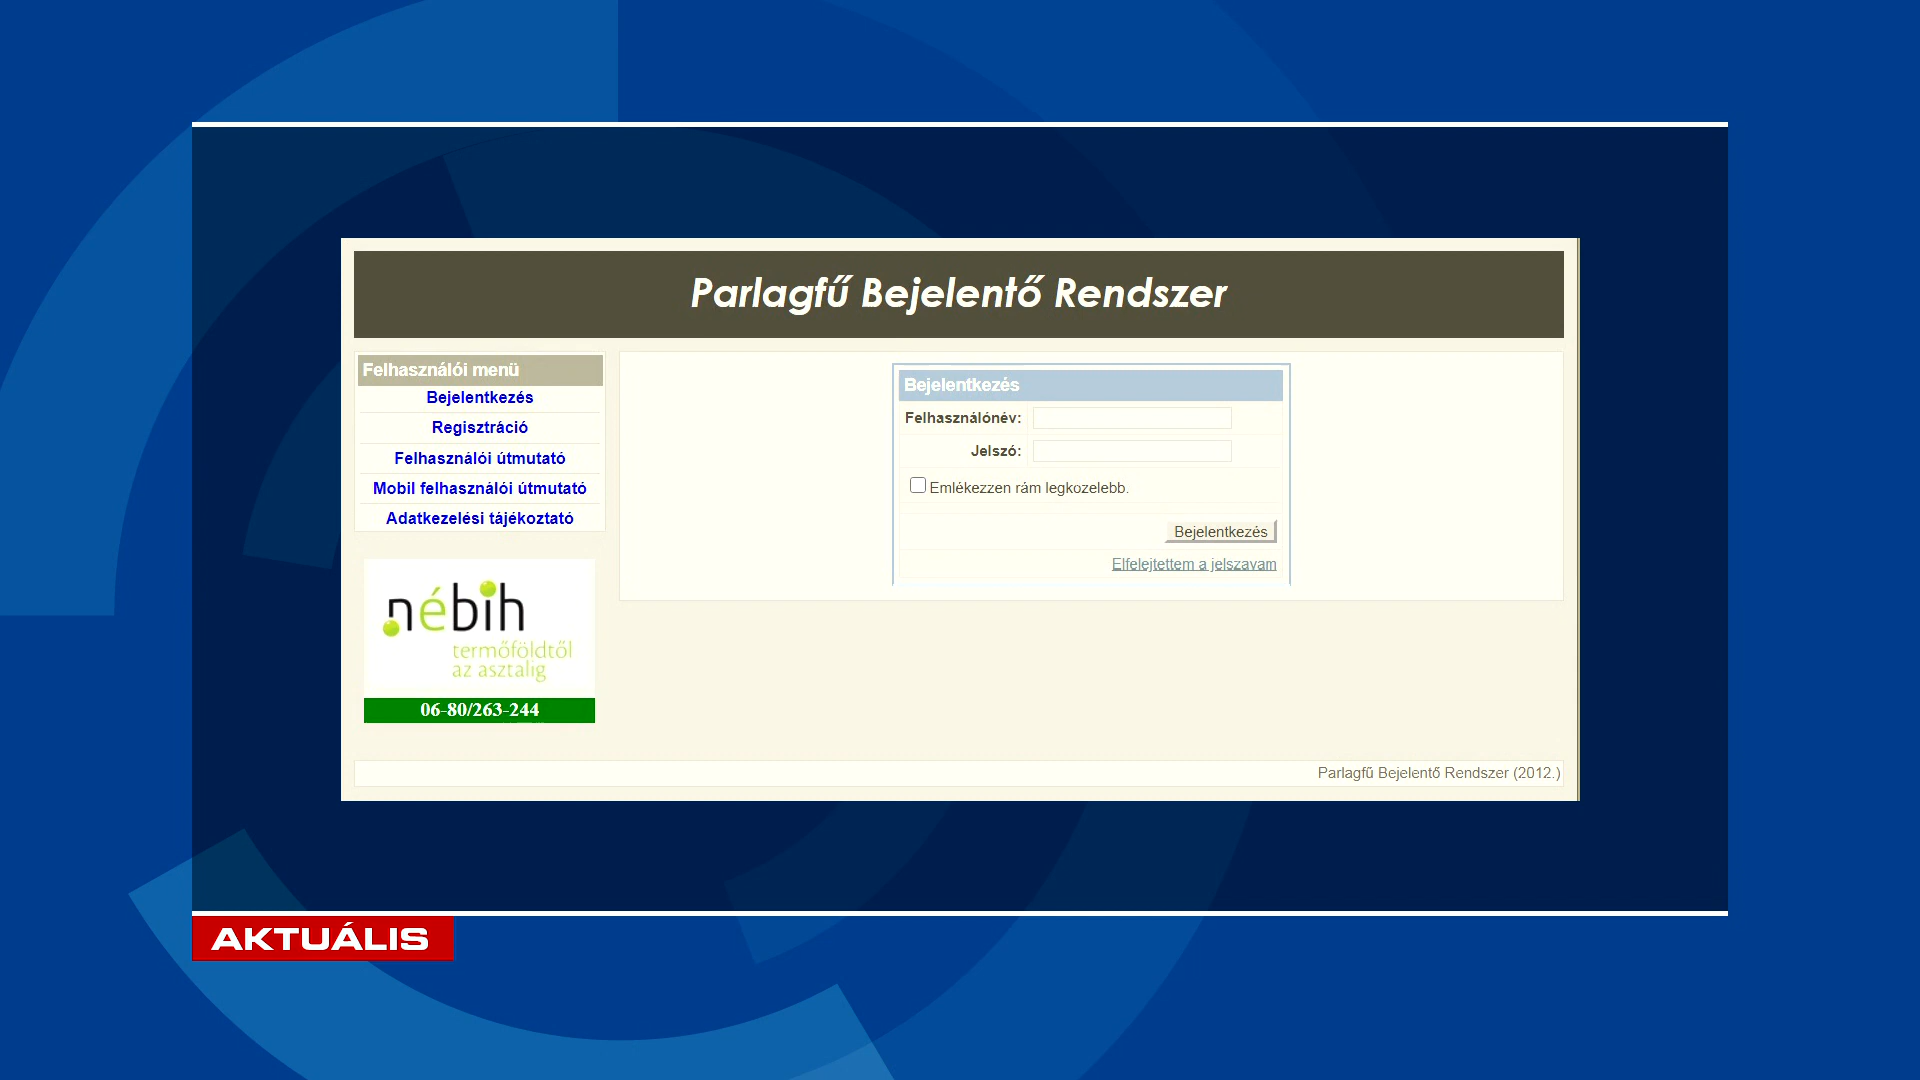 Parlagfű Bejelentő Rendszer
Felhasználói menü
Bejelentkezés
Regisztráció
Felhasználói útmutató
Mobil felhasználói útmutató
Adatkezelési tájékoztató
nébih
termőföldtől
az asztalig
06-80/263-244
Bejelentkezés
Felhasználónév:
Jelszó:
Emlékezzen rám legkozelebb.
Bejelentkezés
Elfelejtettem a jelszavam
Parlagfű Bejelentő Rendszer (2012.)
AKTUÁLIS